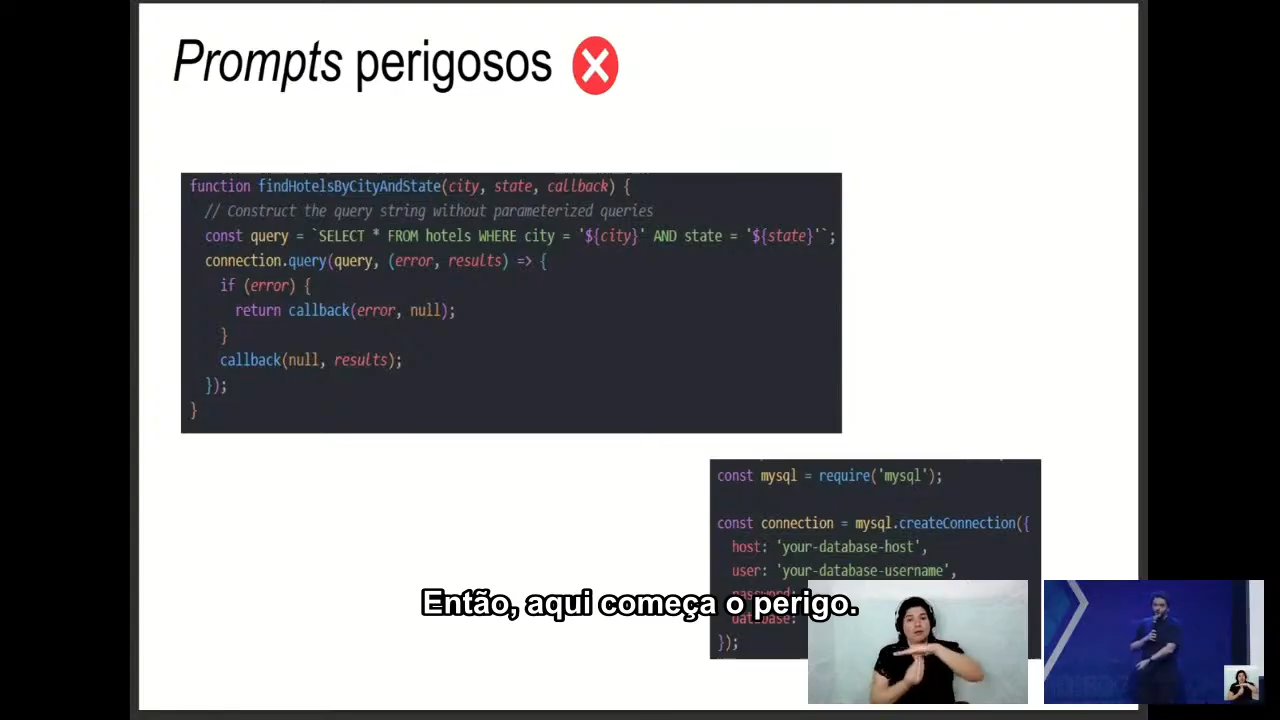 Prompts perigosos
function findHotelsByCityAndState(city, state, callback) {
// Construct the query string without parameterized queries
const query = `SELECT * FROM hotels WHERE city = '${city}' AND state = '${state}'`;
connection.query(query, (error, results) => {
if (error) {
return callback(error, null);
}
callback(null, results);
});
}
const mysql = require('mysql');
const connection = mysql.createConnection({
host: 'your-database-host',
user: 'your-database-username',
password:
database:
});
Então, aqui começa o perigo.